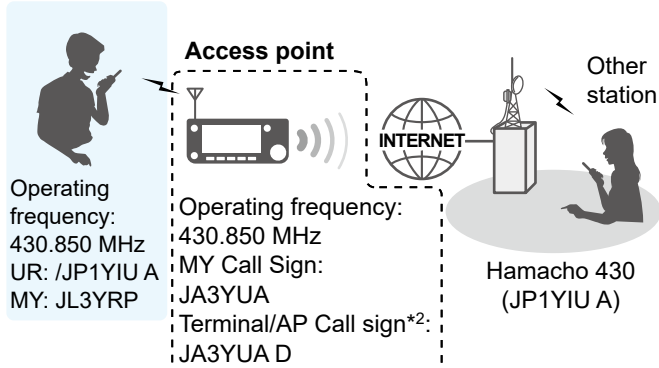 Access point
Other
station
INTERNET
Operating
frequency:
430.850 MHz
UR: /JP1YIU A
MY: JL3YRP
Operating frequency:
430.850 MHz
MY Call Sign:
JA3YUA
Terminal/AP Call sign*2:
JA3YUA D
Hamacho 430
(JP1YIU A)